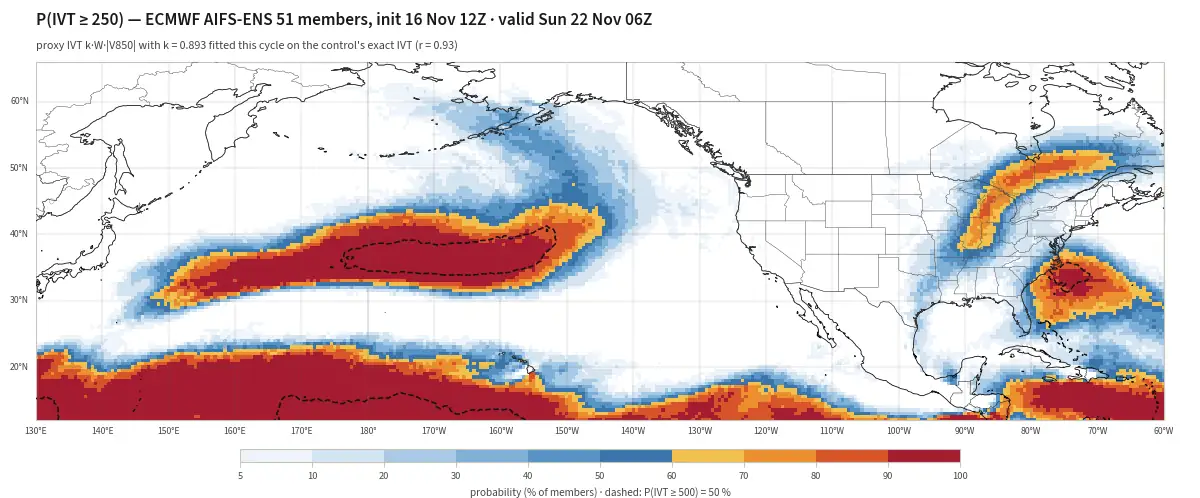 P(IVT ≥ 250) — ECMWF AIFS-ENS 51 members, init 16 Nov 12Z · valid Sun 22 Nov 06Z
proxy IVT k·W·|V850| with k = 0.893 fitted this cycle on the control's exact IVT (r = 0.93)
60°N
50°N
40°N
30°N
20°N
130°E 140°E 150°E 160°E 170°E 180° 170°W 160°W 150°W 140°W 130°W 120°W 110°W 100°W 90°W 80°W 70°W 60°W
5 10 20 30 40 50 60 70 80 90 100
probability (% of members) · dashed: P(IVT ≥ 500) = 50 %